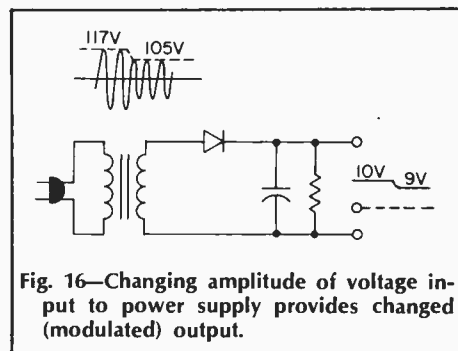 117V
105V
10V
9V
Fig. 16—Changing amplitude of voltage in-
put to power supply provides changed
(modulated) output.